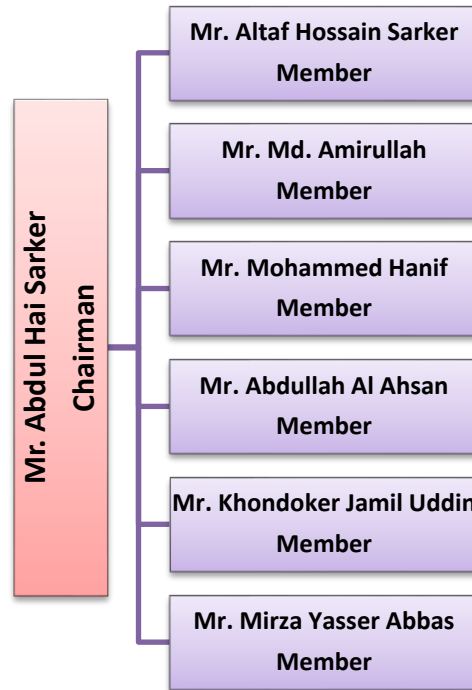 Mr. Abdul Hai Sarker
Chairman
Mr. Altaf Hossain Sarker
Member
Mr. Md. Amirullah
Member
Mr. Mohammed Hanif
Member
Mr. Abdullah Al Ahsan
Member
Mr. Khondoker Jamil Uddin
Member
Mr. Mirza Yasser Abbas
Member